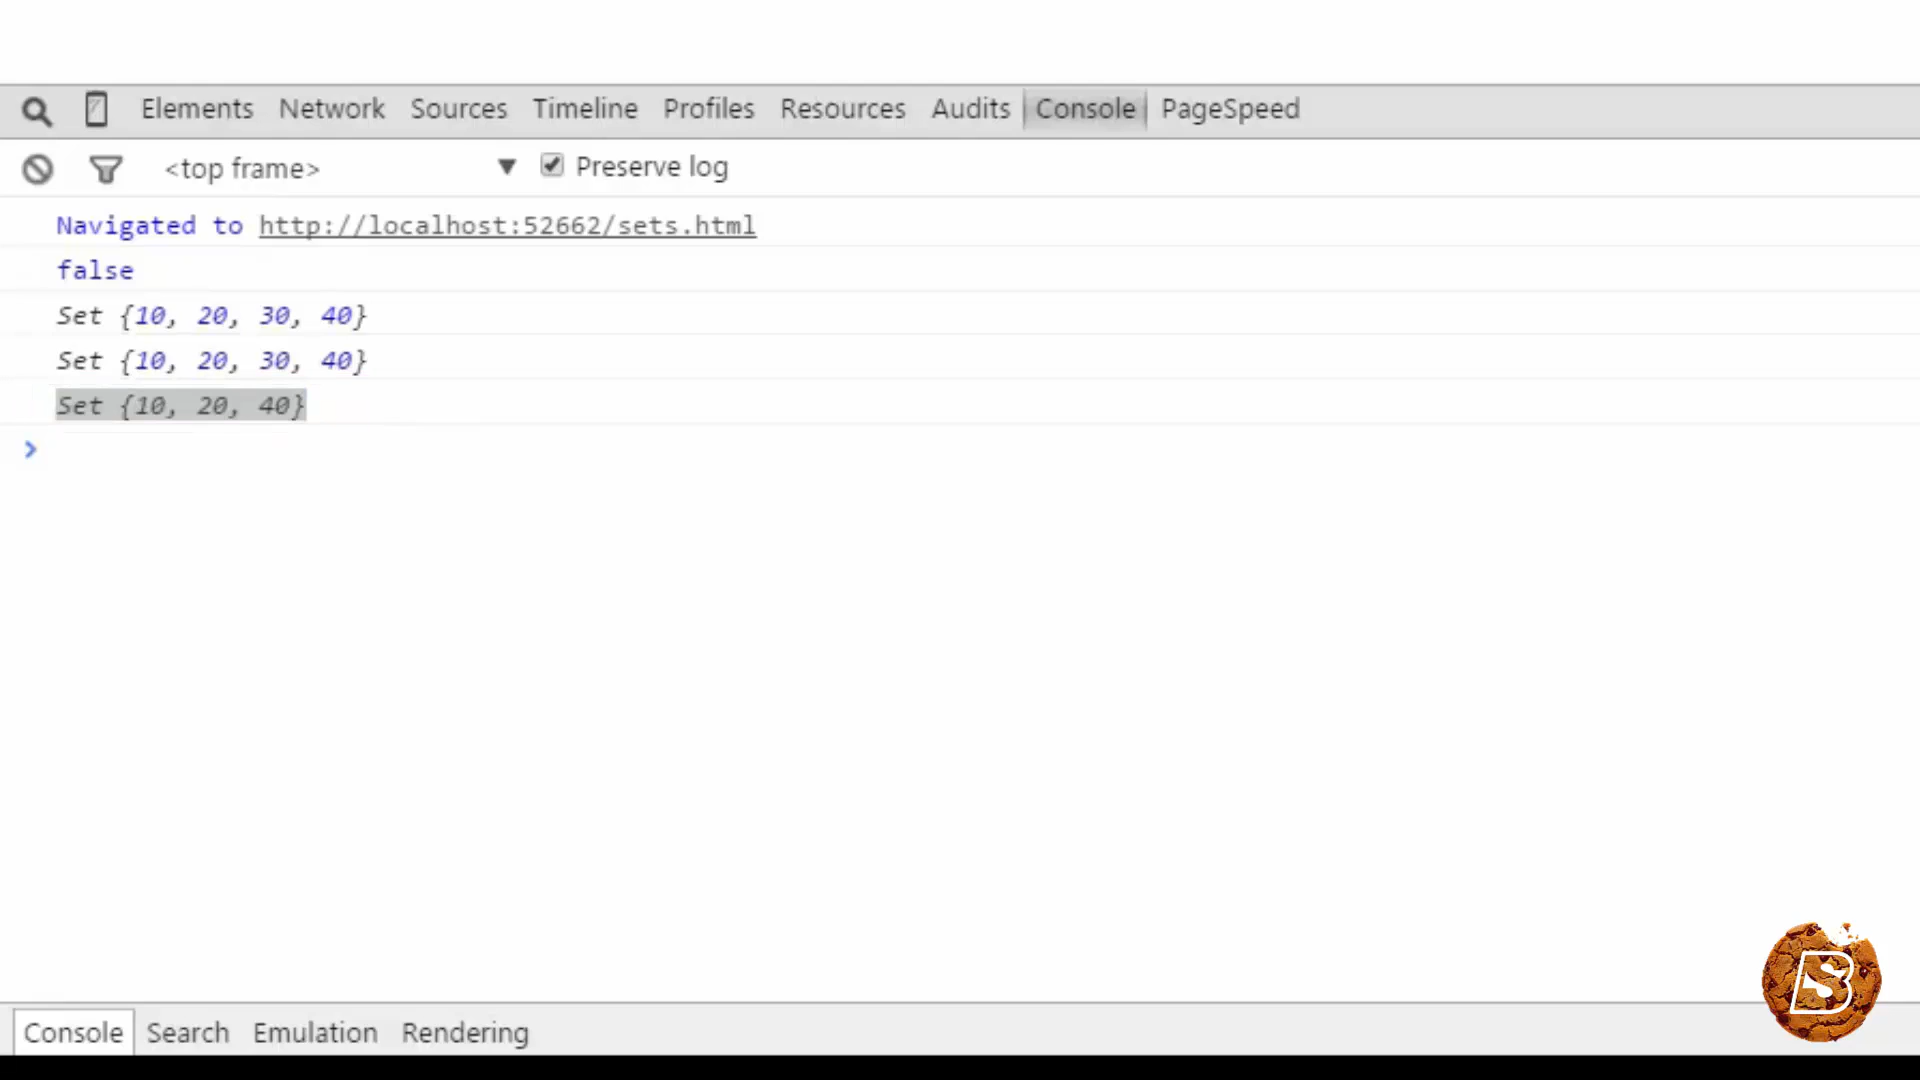 Elements Network Sources Timeline Profiles Resources Audits Console PageSpeed
<top frame> ▼ Preserve log
Navigated to http://localhost:52662/sets.html
false
Set {10, 20, 30, 40}
Set {10, 20, 30, 40}
Set {10, 20, 40}
>
BS
Console Search Emulation Rendering